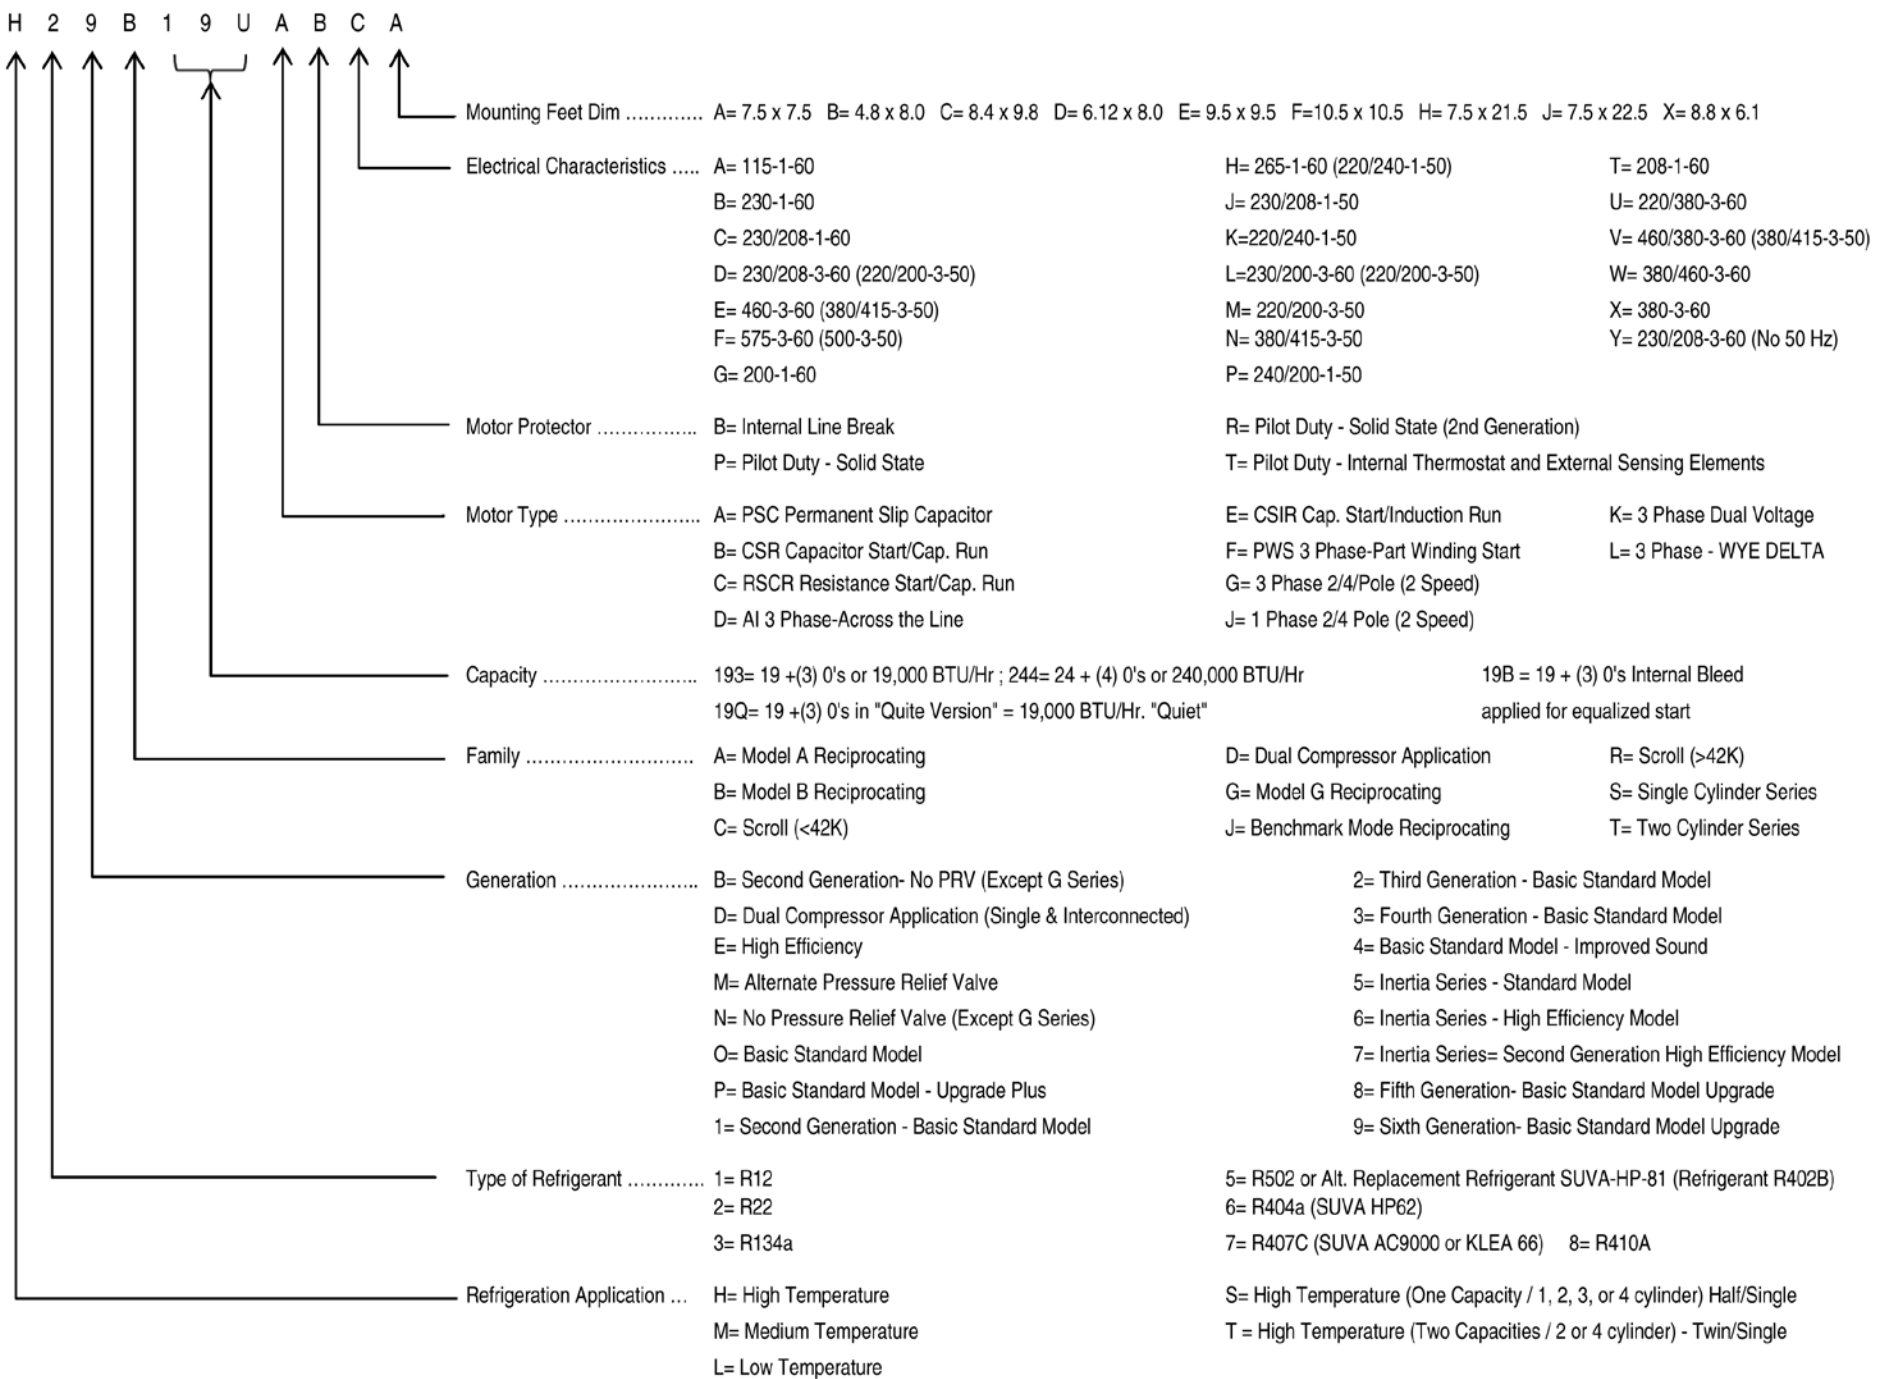 H 2 9 B 1 9 U A B C A
Mounting Feet Dim ............. A= 7.5 x 7.5 B= 4.8 x 8.0 C= 8.4 x 9.8 D= 6.12 x 8.0 E= 9.5 x 9.5 F=10.5 x 10.5 H= 7.5 x 21.5 J= 7.5 x 22.5 X= 8.8 x 6.1
Electrical Characteristics ..... A= 115-1-60 H= 265-1-60 (220/240-1-50) T= 208-1-60
B= 230-1-60 J= 230/208-1-50 U= 220/380-3-60
C= 230/208-1-60 K=220/240-1-50 V= 460/380-3-60 (380/415-3-50)
D= 230/208-3-60 (220/200-3-50) L=230/200-3-60 (220/200-3-50) W= 380/460-3-60
E= 460-3-60 (380/415-3-50) M= 220/200-3-50 X= 380-3-60
F= 575-3-60 (500-3-50) N= 380/415-3-50 Y= 230/208-3-60 (No 50 Hz)
G= 200-1-60 P= 240/200-1-50
Motor Protector ................. B= Internal Line Break R= Pilot Duty - Solid State (2nd Generation)
P= Pilot Duty - Solid State T= Pilot Duty - Internal Thermostat and External Sensing Elements
Motor Type ....................... A= PSC Permanent Slip Capacitor E= CSIR Cap. Start/Induction Run K= 3 Phase Dual Voltage
B= CSR Capacitor Start/Cap. Run F= PWS 3 Phase-Part Winding Start L= 3 Phase - WYE DELTA
C= RSCR Resistance Start/Cap. Run G= 3 Phase 2/4/Pole (2 Speed)
D= AI 3 Phase-Across the Line J= 1 Phase 2/4 Pole (2 Speed)
Capacity .......................... 193= 19 +(3) 0's or 19,000 BTU/Hr ; 244= 24 + (4) 0's or 240,000 BTU/Hr 19B = 19 + (3) 0's Internal Bleed
19Q= 19 +(3) 0's in "Quite Version" = 19,000 BTU/Hr. "Quiet" applied for equalized start
Family ............................ A= Model A Reciprocating D= Dual Compressor Application R= Scroll (>42K)
B= Model B Reciprocating G= Model G Reciprocating S= Single Cylinder Series
C= Scroll (<42K) J= Benchmark Mode Reciprocating T= Two Cylinder Series
Generation ....................... B= Second Generation- No PRV (Except G Series) 2= Third Generation - Basic Standard Model
D= Dual Compressor Application (Single & Interconnected) 3= Fourth Generation - Basic Standard Model
E= High Efficiency 4= Basic Standard Model - Improved Sound
M= Alternate Pressure Relief Valve 5= Inertia Series - Standard Model
N= No Pressure Relief Valve (Except G Series) 6= Inertia Series - High Efficiency Model
O= Basic Standard Model 7= Inertia Series= Second Generation High Efficiency Model
P= Basic Standard Model - Upgrade Plus 8= Fifth Generation- Basic Standard Model Upgrade
1= Second Generation - Basic Standard Model 9= Sixth Generation- Basic Standard Model Upgrade
Type of Refrigerant ............. 1= R12 5= R502 or Alt. Replacement Refrigerant SUVA-HP-81 (Refrigerant R402B)
2= R22 6= R404a (SUVA HP62)
3= R134a 7= R407C (SUVA AC9000 or KLEA 66) 8= R410A
Refrigeration Application ... H= High Temperature S= High Temperature (One Capacity / 1, 2, 3, or 4 cylinder) Half/Single
M= Medium Temperature T = High Temperature (Two Capacities / 2 or 4 cylinder) - Twin/Single
L= Low Temperature